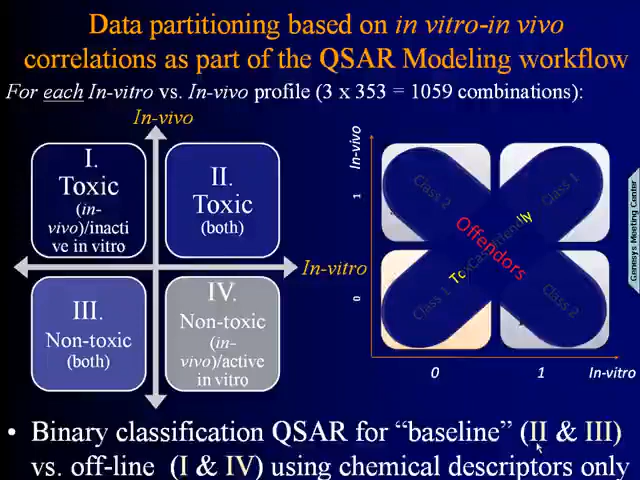 Data partitioning based on in vitro-in vivo
correlations as part of the QSAR Modeling workflow
For each In-vitro vs. In-vivo profile (3 x 353 = 1059 combinations):
In-vivo
I.
Toxic
(in-
vivo)/inacti
ve in vitro
II.
Toxic
(both)
In-vitro
III.
Non-toxic
(both)
IV.
Non-toxic
(in-
vivo)/active
in vitro
In-vivo
1
0
Class 2
Class 1
Offendors
Class 1
Class 2
0
1
In-vitro
Genesys Meeting Center
• Binary classification QSAR for “baseline” (II & III)
vs. off-line (I & IV) using chemical descriptors only